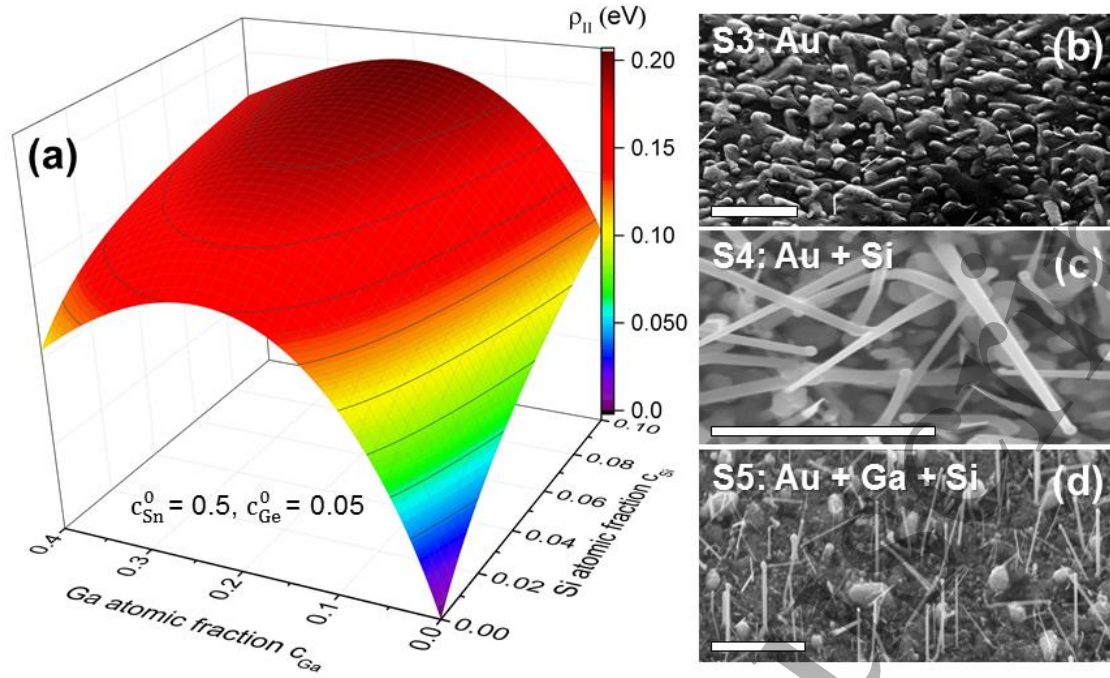 (a)
ρ_II (eV)
0.20
0.15
0.10
0.050
0.0
c⁰_Sn = 0.5, c⁰_Ge = 0.05
0.4
0.3
0.2
0.1
0.0
Ga atomic fraction c_Ga
0.00
0.02
0.04
0.06
0.08
0.10
Si atomic fraction c_Si
S3: Au (b)
S4: Au + Si (c)
S5: Au + Ga + Si (d)